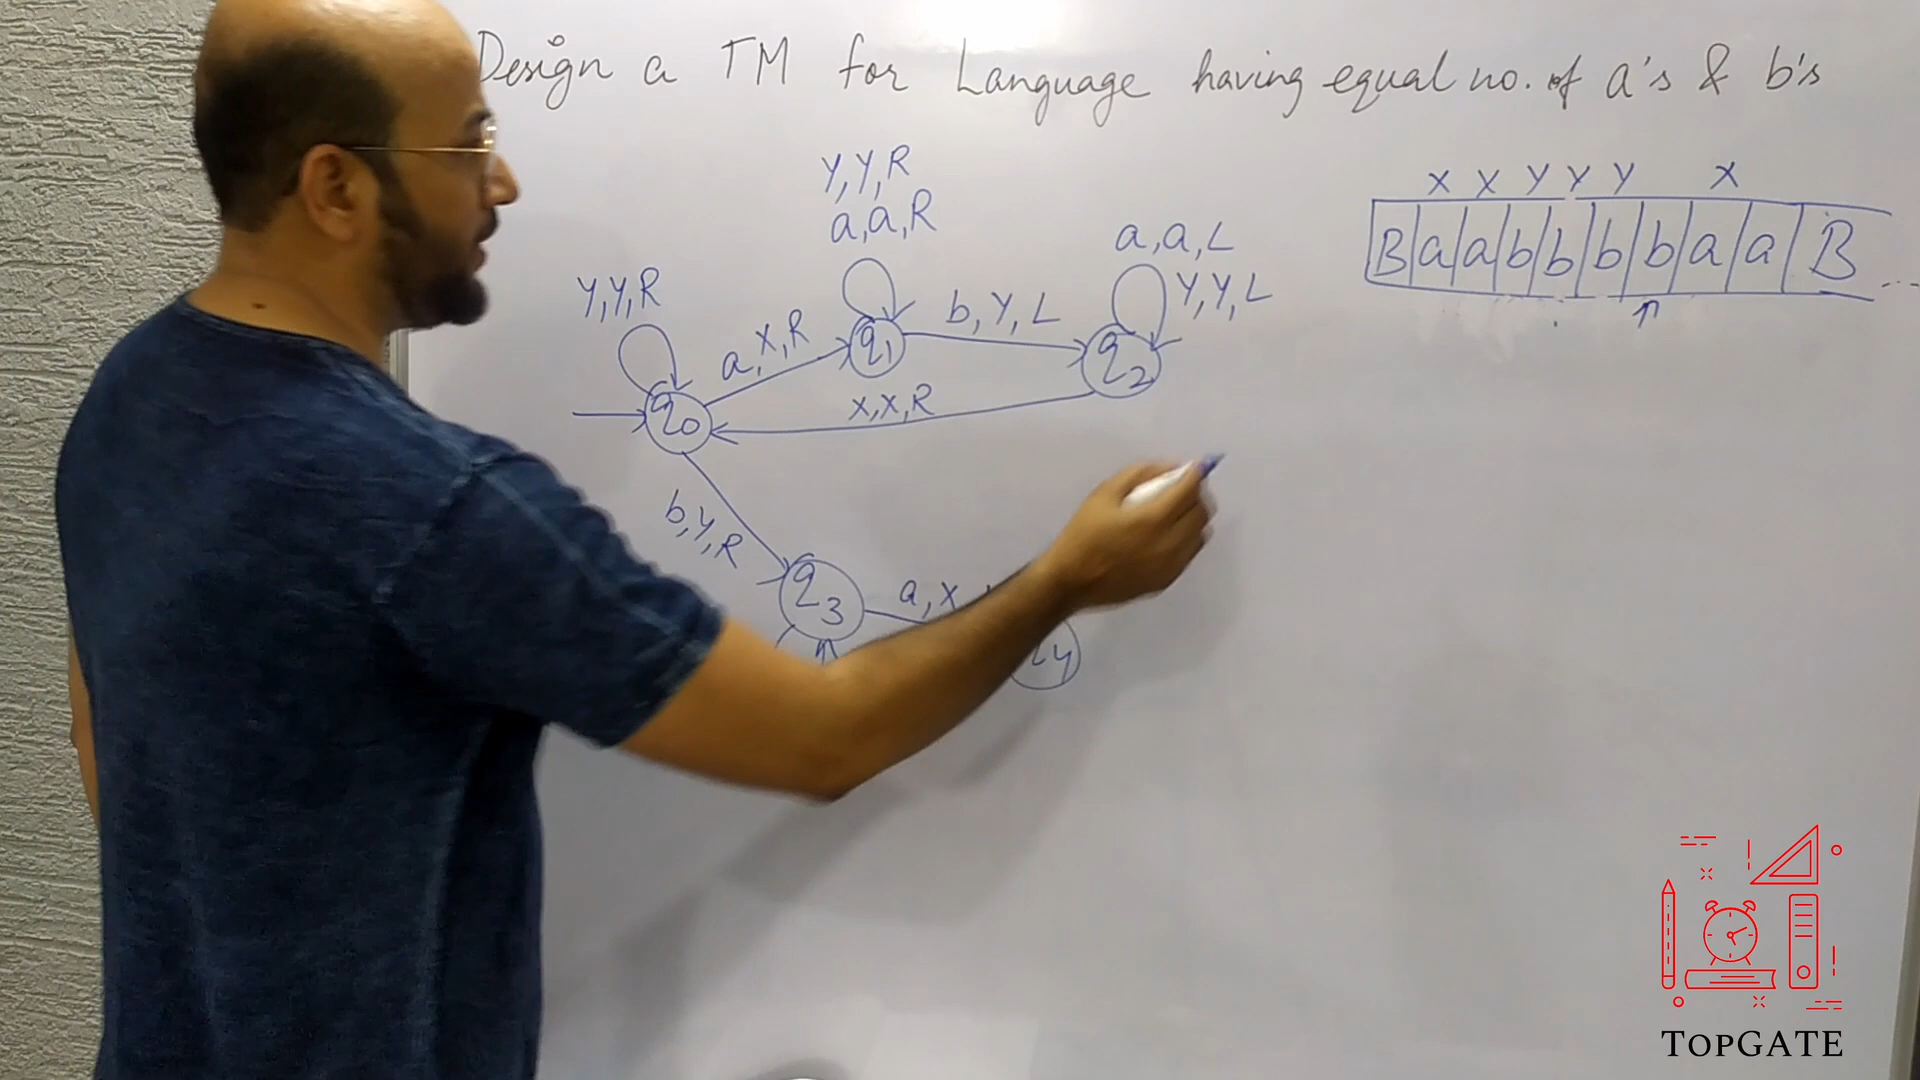 Design a TM for Language having equal no. of a's & b's
y,y,R
a,a,R
a,a,L
y,y,L
y,y,R
a,x,R
q1
b,y,L
q2
q0
x,x,R
b,y,R
q3
a,x
x x y y y x
B a a b b b b a a B ...
TOPGATE